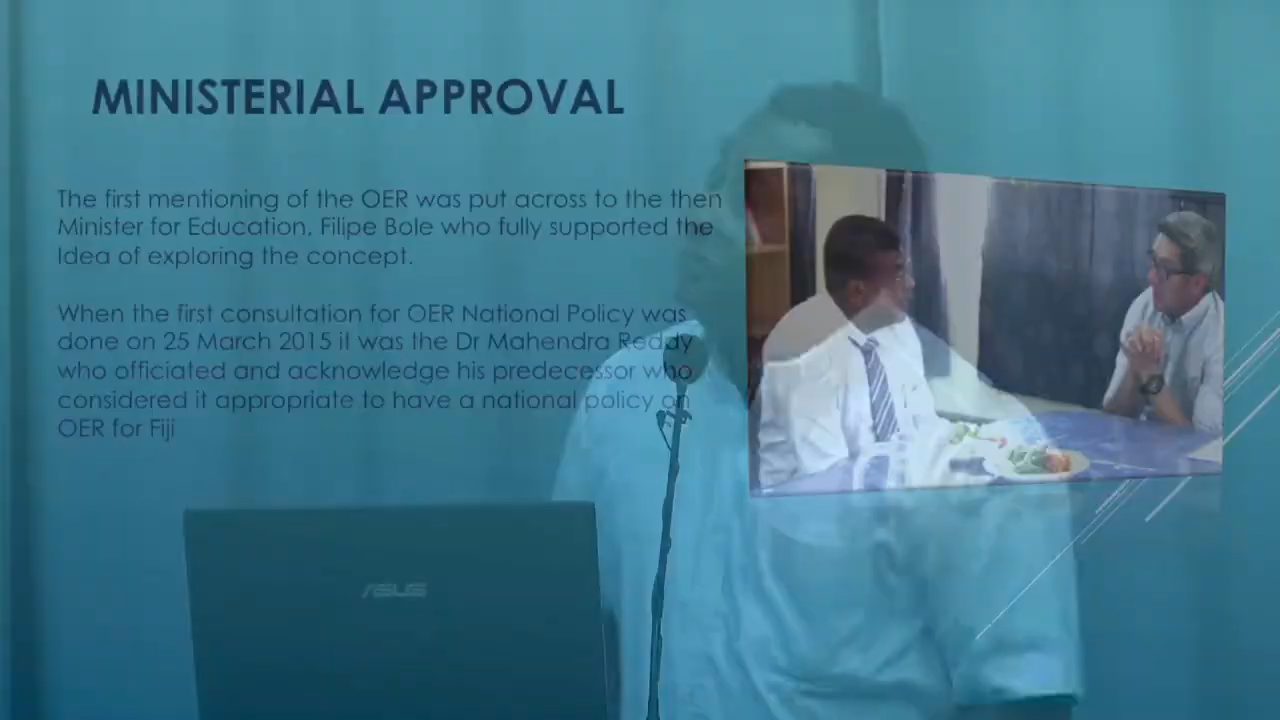 MINISTERIAL APPROVAL
The first mentioning of the OER was put across to the then
Minister for Education, Filipe Bole who fully supported the
Idea of exploring the concept.
When the first consultation for OER National Policy was
done on 25 March 2015 it was the Dr Mahendra Reddy
who officiated and acknowledge his predecessor who
considered it appropriate to have a national policy on
OER for Fiji
ASUS